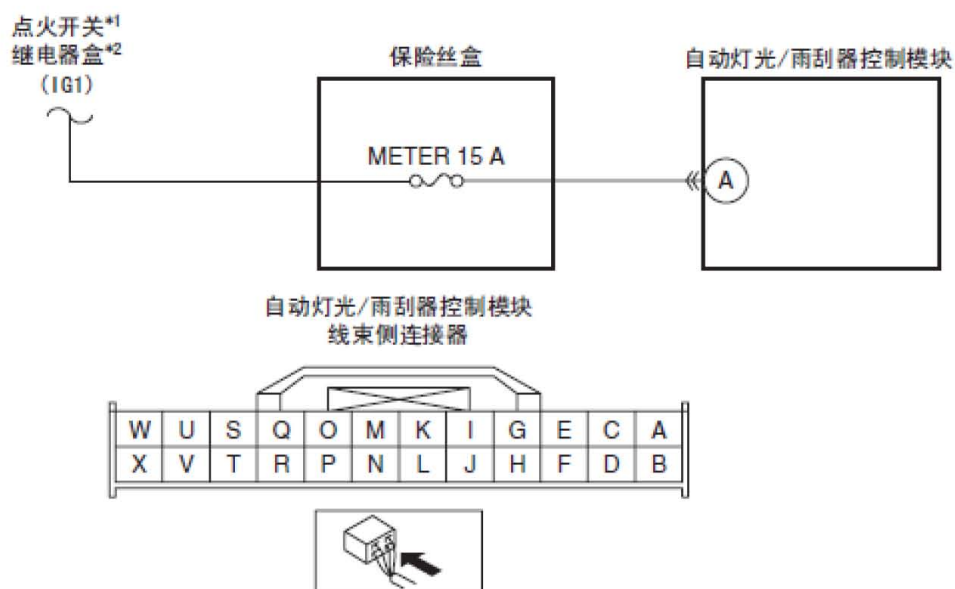 点火开关*1
继电器盒*2
(IG1)
保险丝盒
自动灯光/雨刮器控制模块
METER 15 A
A
自动灯光/雨刮器控制模块
线束侧连接器
W U S Q O M K I G E C A
X V T R P N L J H F D B